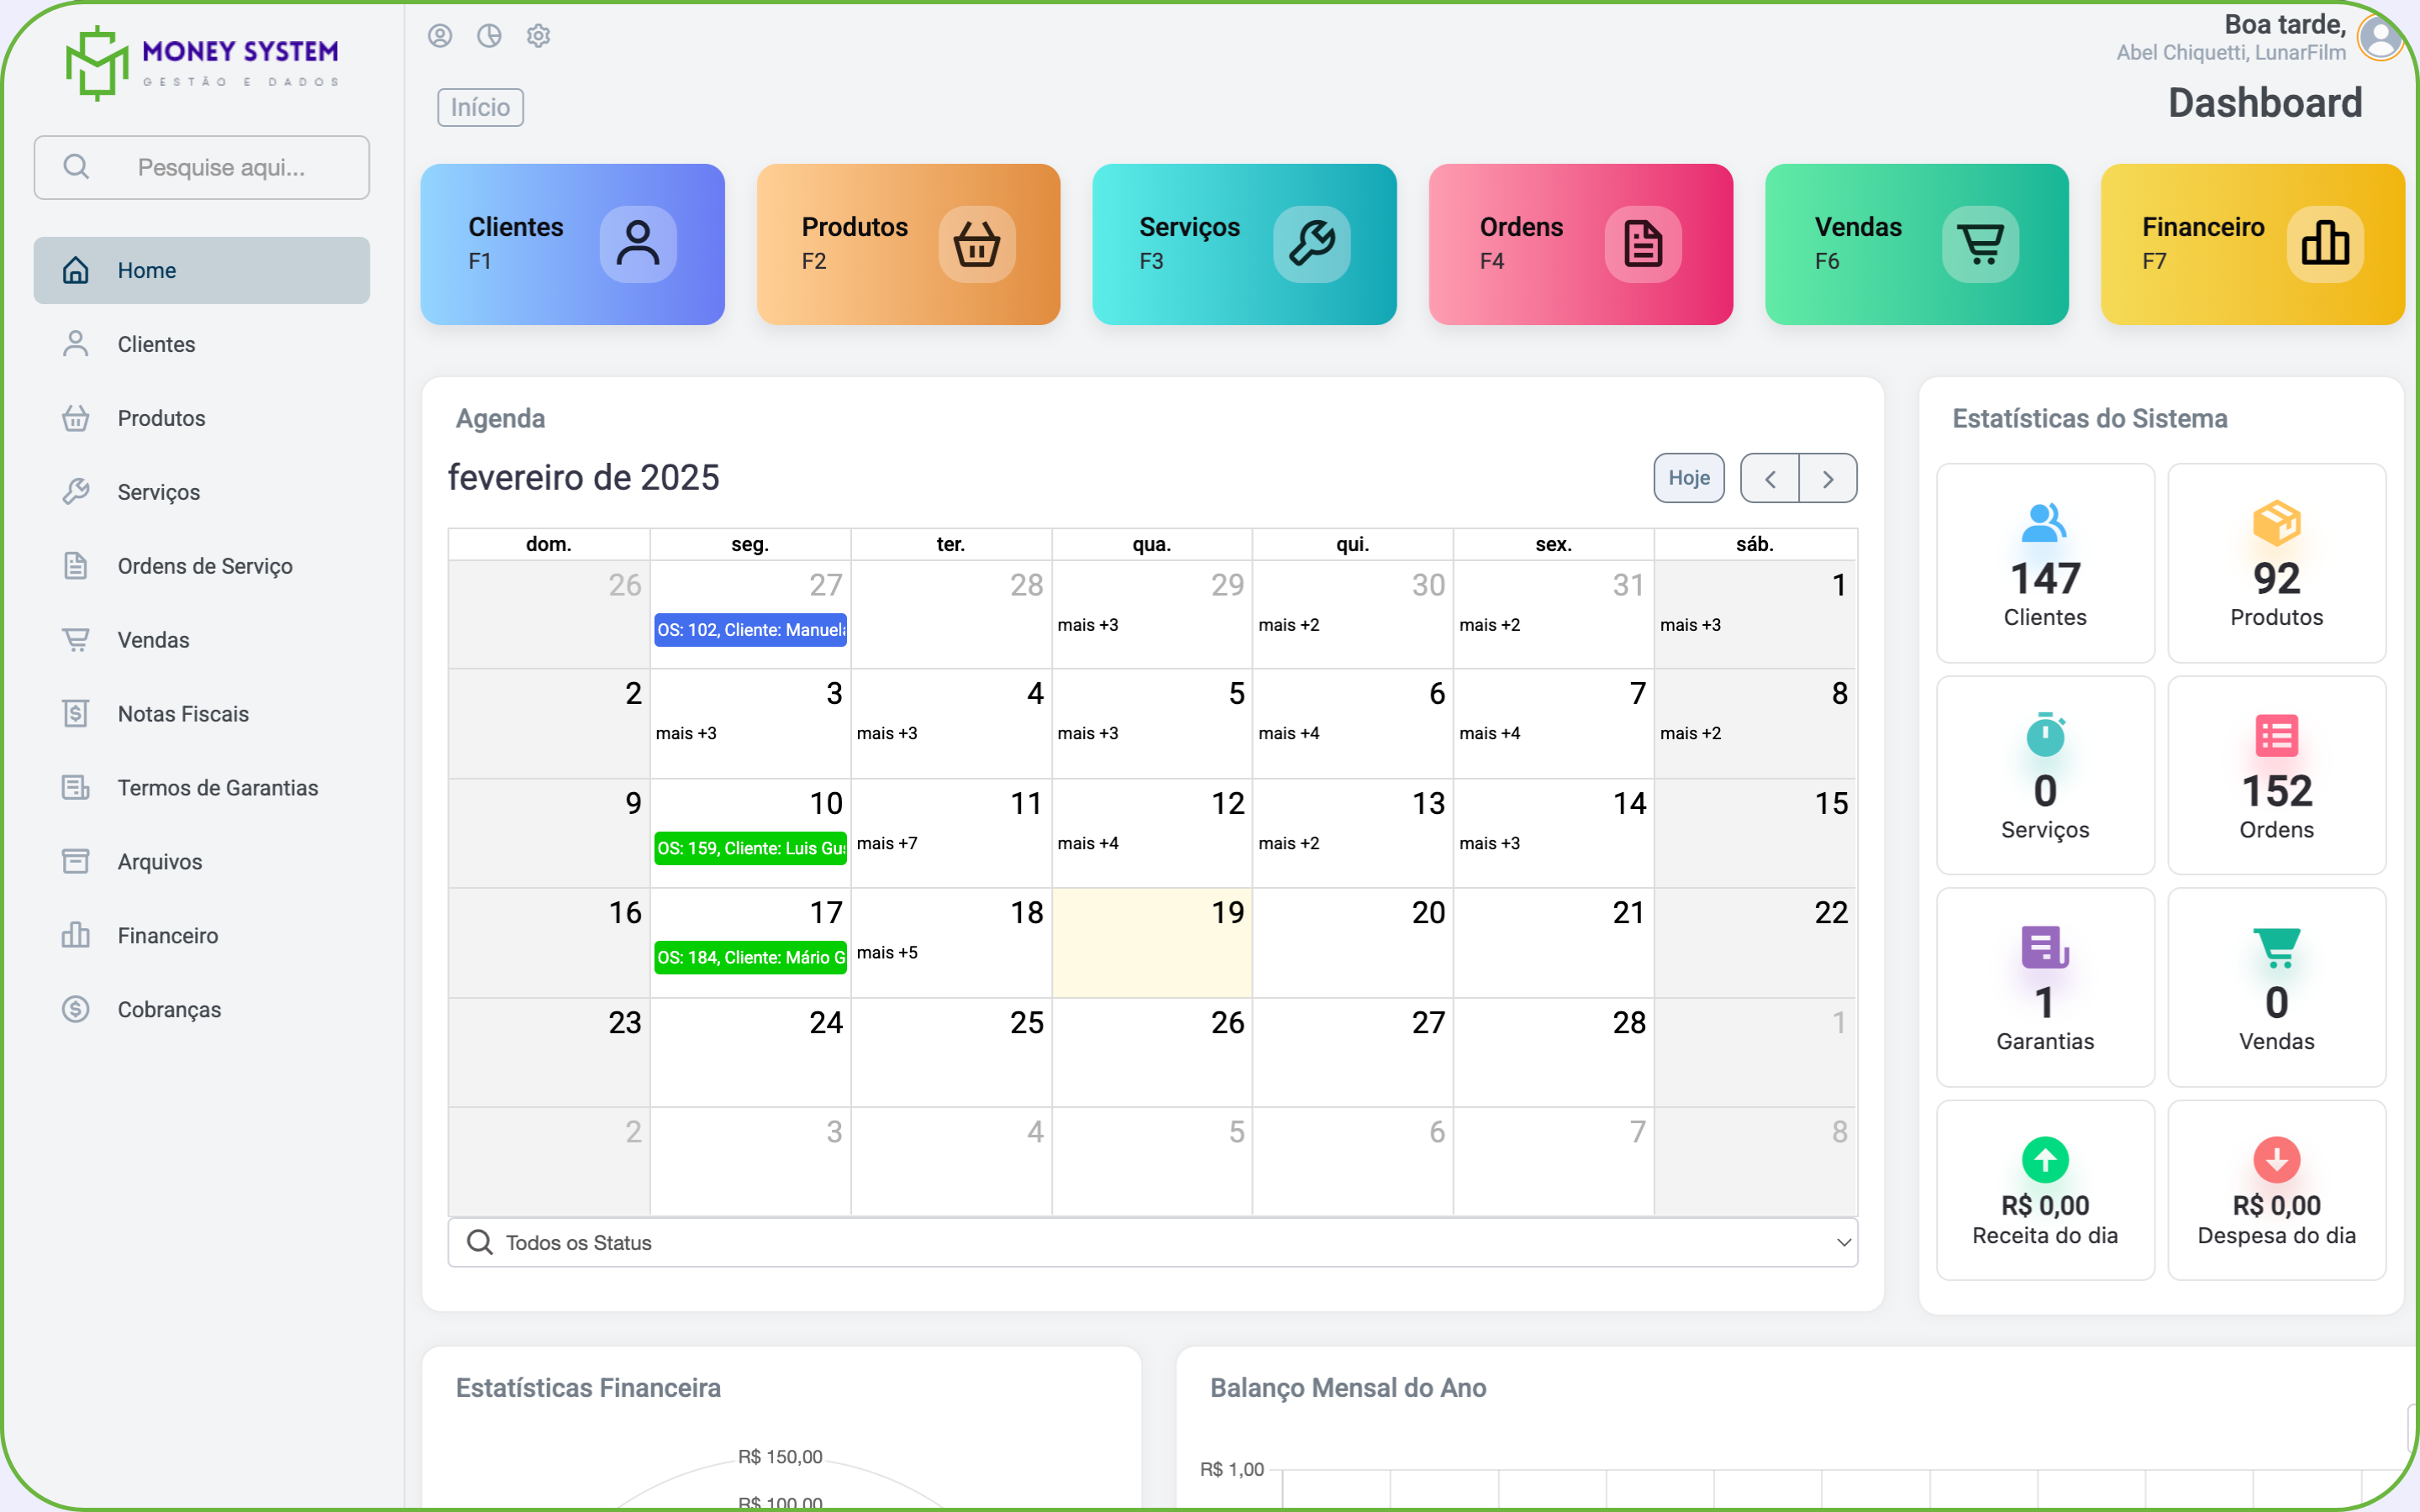 MONEY SYSTEM
GESTÃO E DADOS
Pesquise aqui...
Home
Clientes
Produtos
Serviços
Ordens de Serviço
Vendas
Notas Fiscais
Termos de Garantias
Arquivos
Financeiro
Cobranças
Boa tarde,
Abel Chiquetti, LunarFilm
Início
Dashboard
Clientes
F1
Produtos
F2
Serviços
F3
Ordens
F4
Vendas
F6
Financeiro
F7
Agenda
fevereiro de 2025
Hoje
dom. seg. ter. qua. qui. sex. sáb.
26 27 28 29 30 31 1
OS: 102, Cliente: Manuela mais +3 mais +2 mais +2 mais +3
2 3 4 5 6 7 8
mais +3 mais +3 mais +3 mais +4 mais +4 mais +2
9 10 11 12 13 14 15
OS: 159, Cliente: Luis Gus mais +7 mais +4 mais +2 mais +3
16 17 18 19 20 21 22
OS: 184, Cliente: Mário G mais +5
23 24 25 26 27 28 1
2 3 4 5 6 7 8
Todos os Status
Estatísticas do Sistema
147
Clientes
92
Produtos
0
Serviços
152
Ordens
1
Garantias
0
Vendas
R$ 0,00
Receita do dia
R$ 0,00
Despesa do dia
Estatísticas Financeira
R$ 150,00
R$ 100,00
Balanço Mensal do Ano
R$ 1,00